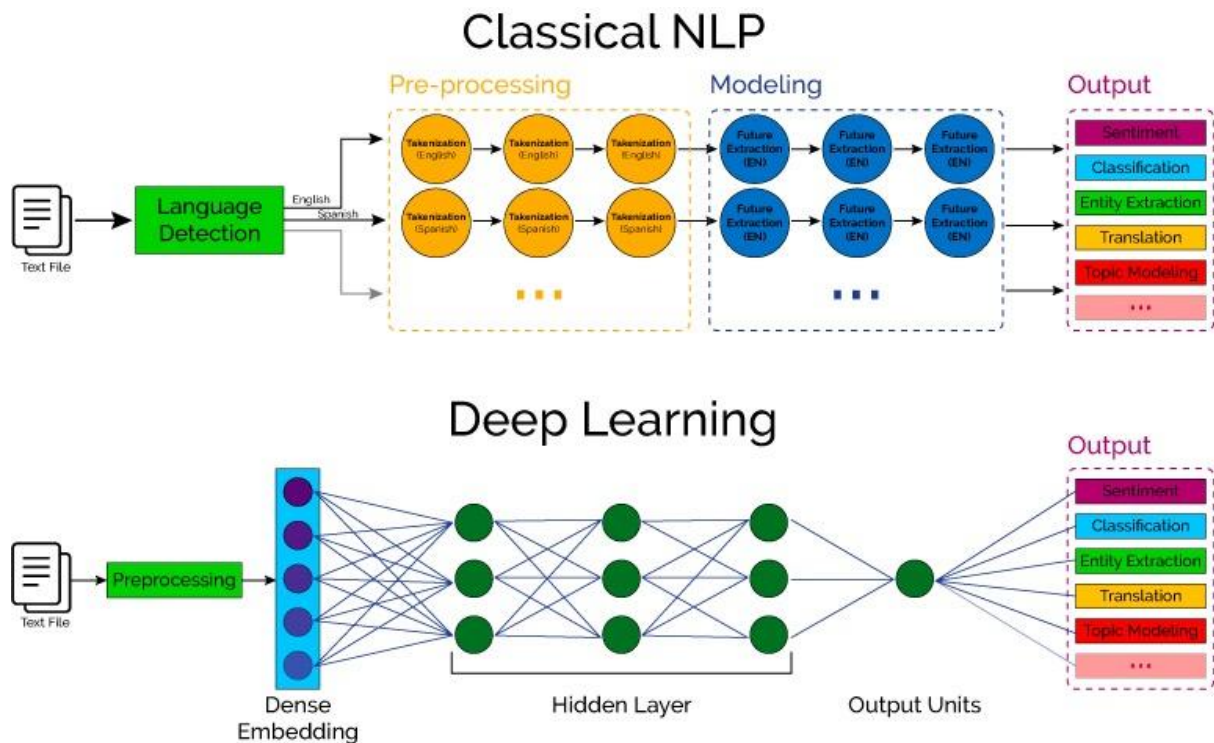 Classical NLP
Pre-processing
Modeling
Output
Text File
Language
Detection
English
Spanish
Takenization
(English)
Takenization
(English)
Takenization
(English)
Takenization
(Spanish)
Takenization
(Spanish)
Takenization
(Spanish)
...
Future
Extraction
(EN)
Future
Extraction
(EN)
Future
Extraction
(EN)
Future
Extraction
(EN)
Future
Extraction
(EN)
Future
Extraction
(EN)
...
Sentiment
Classification
Entity Extraction
Translation
Topic Modeling
...
Deep Learning
Output
Text File
Preprocessing
Dense
Embedding
Hidden Layer
Output Units
Sentiment
Classification
Entity Extraction
Translation
Topic Modeling
...